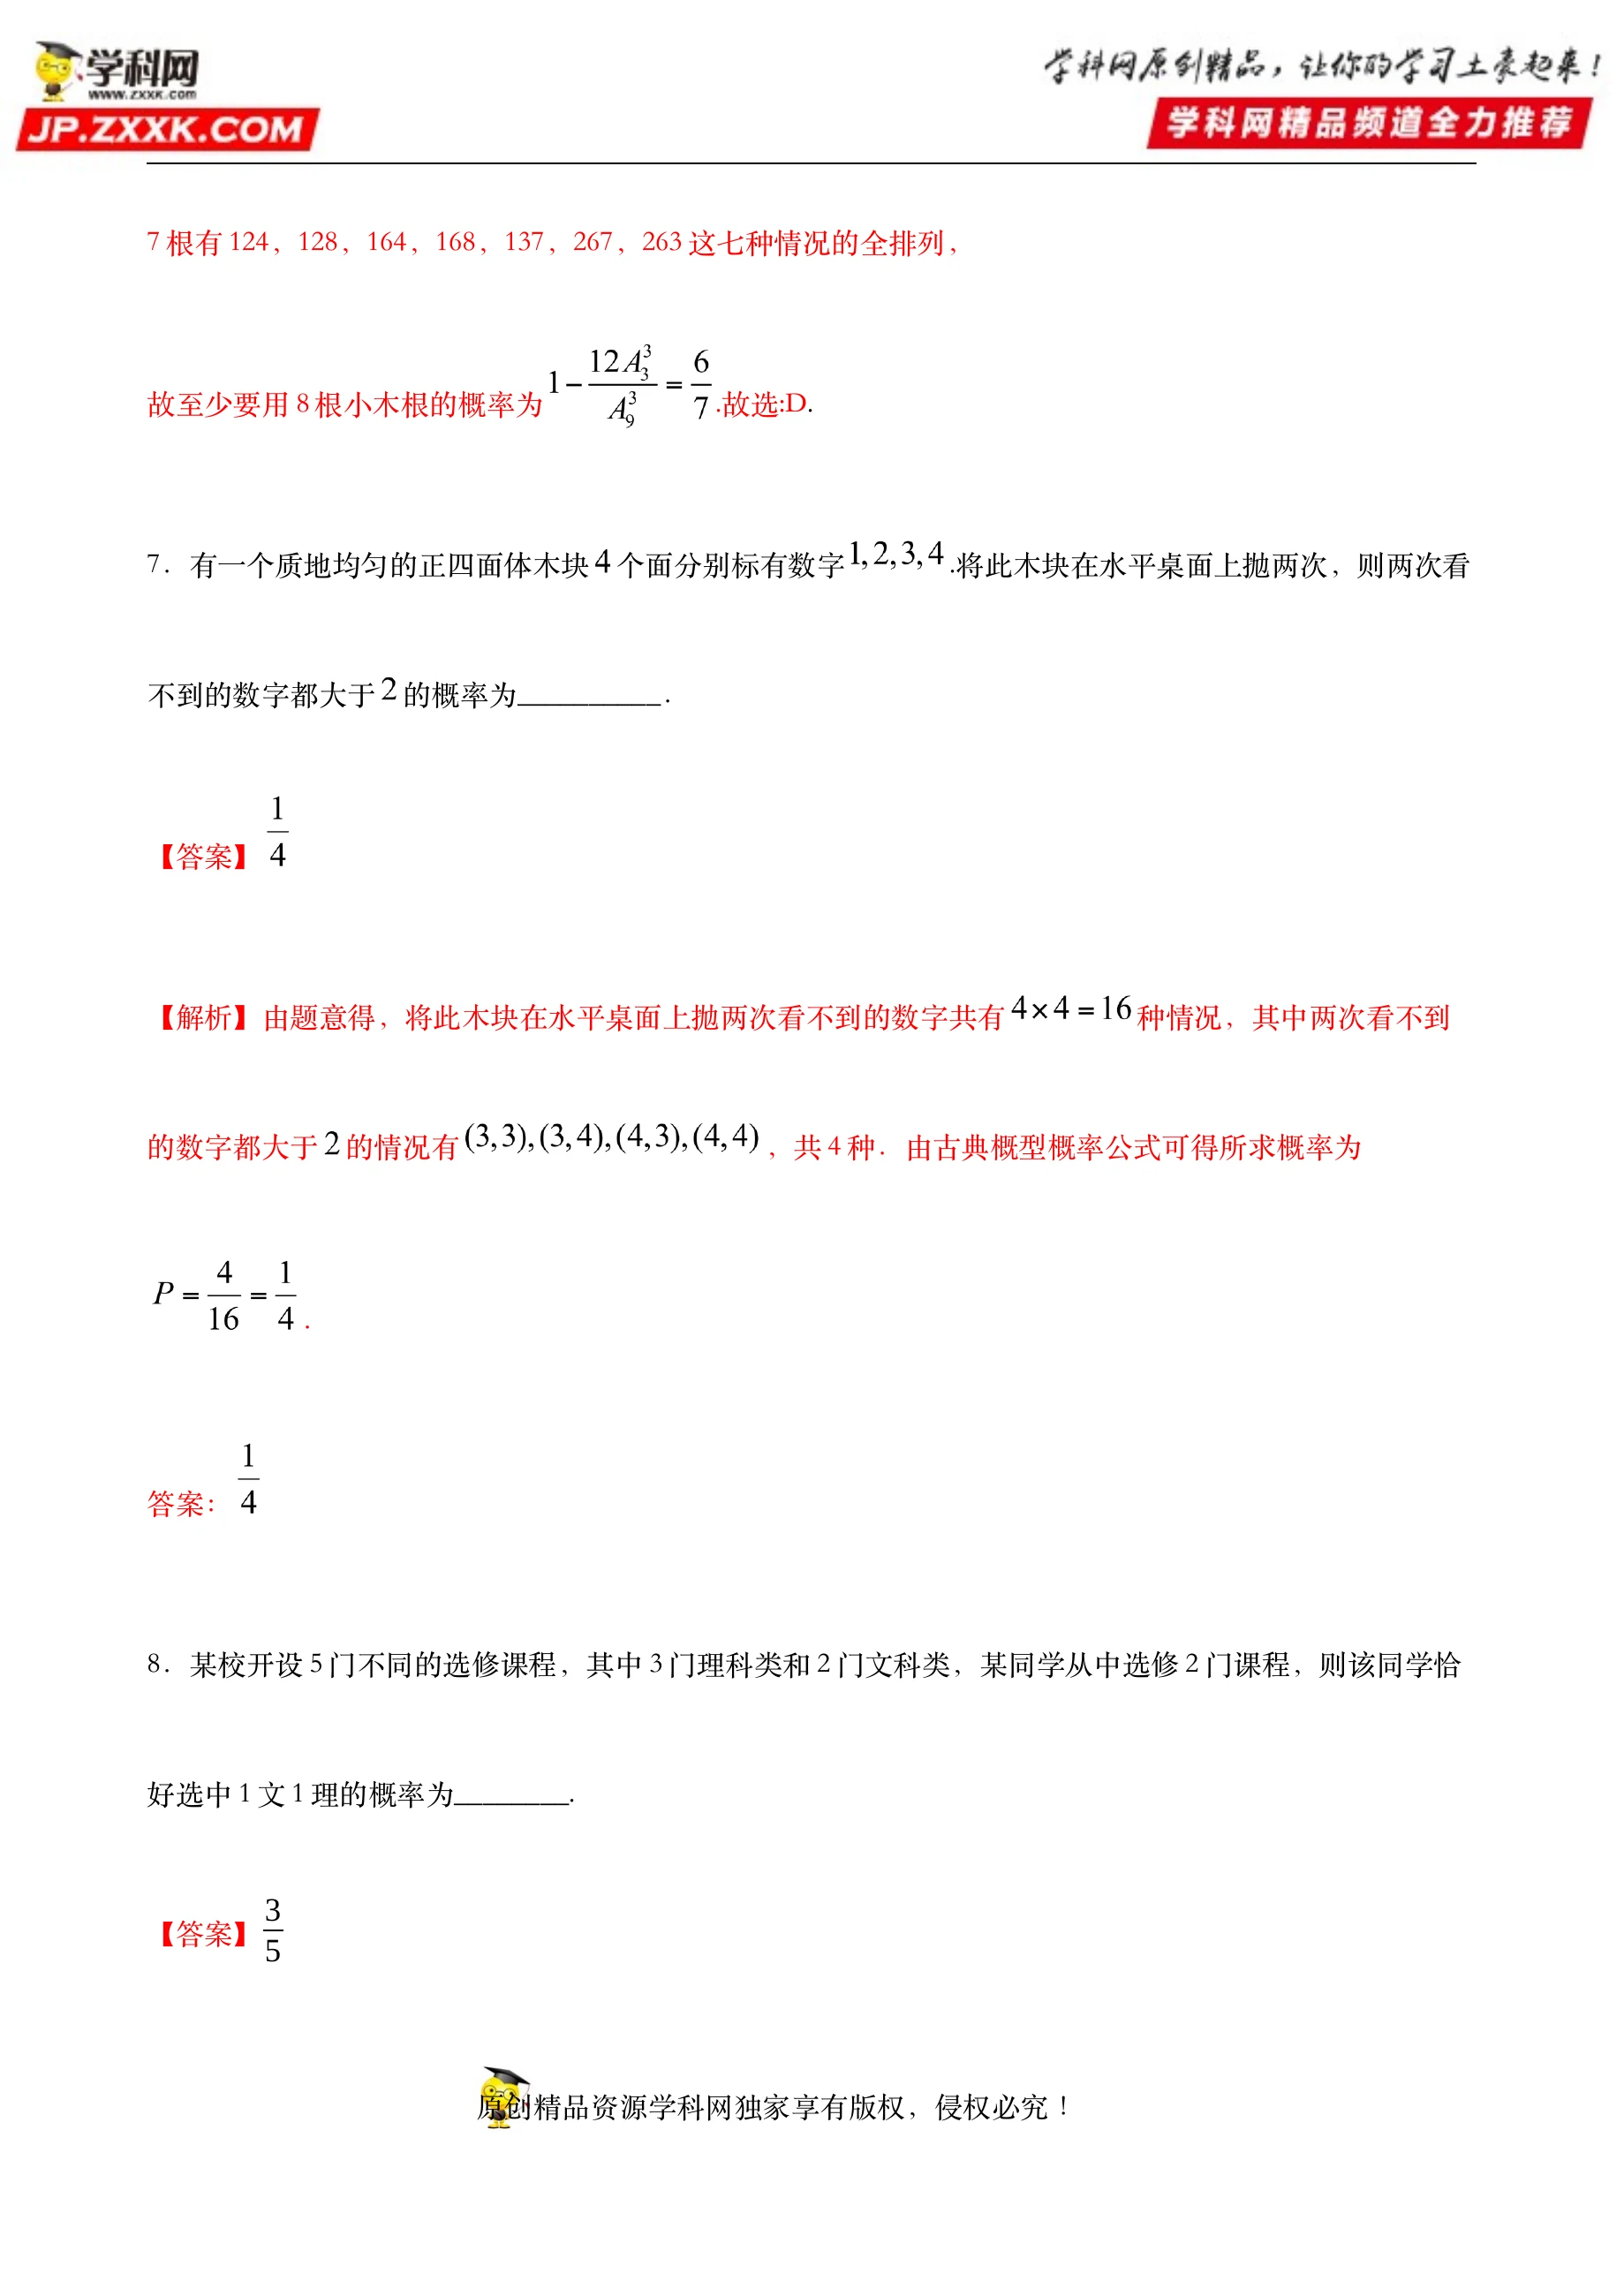 学科网
www.zxxk.com
JP.ZXXK.COM
学科网原创精品，让你的学习土豪起来！
学科网精品频道全力推荐
7根有124，128，164，168，137，267，263这七种情况的全排列，
故至少要用8根小木根的概率为 1 − 12A₃³/A₉³ = 6/7 .故选:D.
7．有一个质地均匀的正四面体木块4个面分别标有数字1,2,3,4.将此木块在水平桌面上抛两次，则两次看
不到的数字都大于2的概率为__________.
【答案】1/4
【解析】由题意得，将此木块在水平桌面上抛两次看不到的数字共有4×4=16种情况，其中两次看不到
的数字都大于2的情况有(3,3),(3,4),(4,3),(4,4)，共4种．由古典概型概率公式可得所求概率为
P = 4/16 = 1/4 .
答案：1/4
8．某校开设5门不同的选修课程，其中3门理科类和2门文科类，某同学从中选修2门课程，则该同学恰
好选中1文1理的概率为________.
【答案】3/5
原创精品资源学科网独家享有版权，侵权必究！